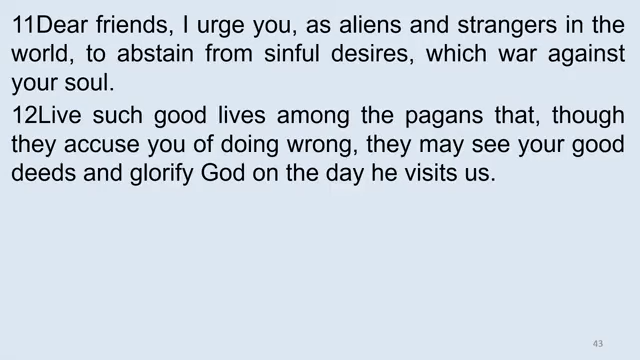 11Dear friends, I urge you, as aliens and strangers in the
world, to abstain from sinful desires, which war against
your soul.
12Live such good lives among the pagans that, though
they accuse you of doing wrong, they may see your good
deeds and glorify God on the day he visits us.
43